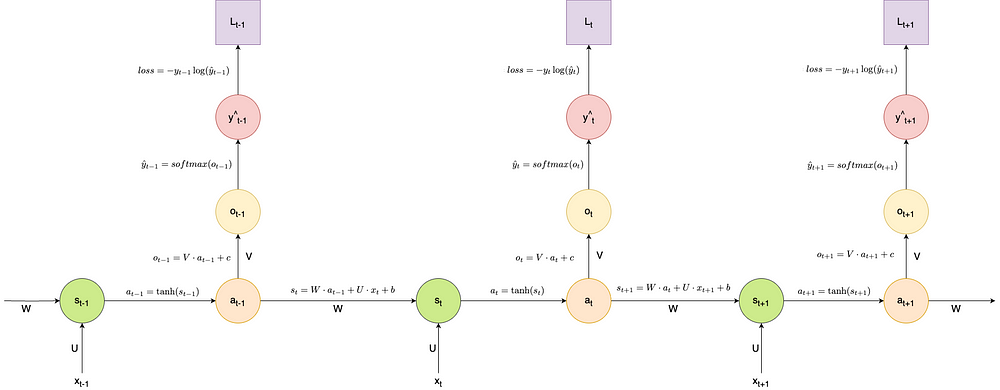 L_{t-1} L_t L_{t+1}
loss = −y_{t−1} log(ŷ_{t−1}) loss = −y_t log(ŷ_t) loss = −y_{t+1} log(ŷ_{t+1})
y^_{t-1} y^_t y^_{t+1}
ŷ_{t−1} = softmax(o_{t−1}) ŷ_t = softmax(o_t) ŷ_{t+1} = softmax(o_{t+1})
o_{t-1} o_t o_{t+1}
o_{t−1} = V · a_{t−1} + c V o_t = V · a_t + c V o_{t+1} = V · a_{t+1} + c V
a_{t−1} = tanh(s_{t−1}) s_t = W · a_{t−1} + U · x_t + b a_t = tanh(s_t) s_{t+1} = W · a_t + U · x_{t+1} + b a_{t+1} = tanh(s_{t+1})
s_{t-1} a_{t-1} s_t a_t s_{t+1} a_{t+1}
W W W W
U U U
x_{t-1} x_t x_{t+1}